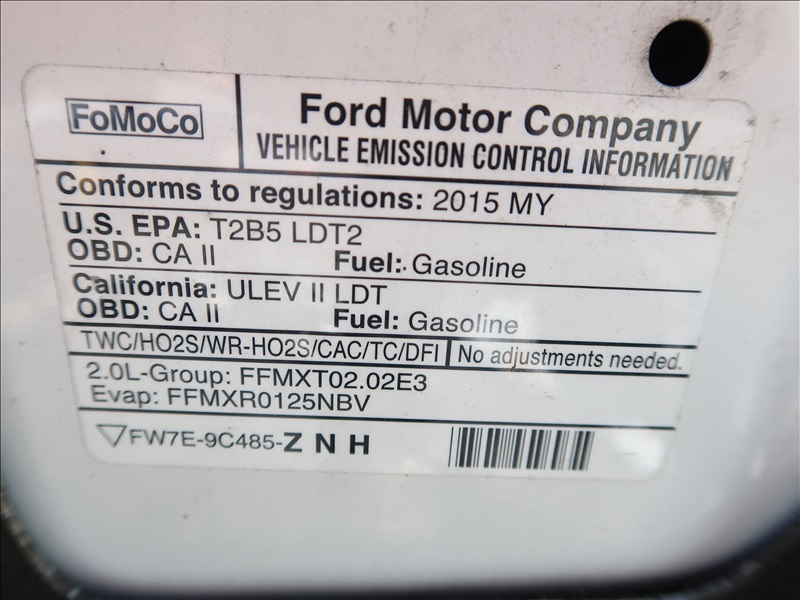 FoMoCo
Ford Motor Company
VEHICLE EMISSION CONTROL INFORMATION
Conforms to regulations: 2015 MY
U.S. EPA: T2B5 LDT2
OBD: CA II Fuel: Gasoline
California: ULEV II LDT
OBD: CA II Fuel: Gasoline
TWC/HO2S/WR-HO2S/CAC/TC/DFI No adjustments needed.
2.0L-Group: FFMXT02.02E3
Evap: FFMXR0125NBV
FW7E-9C485-Z N H